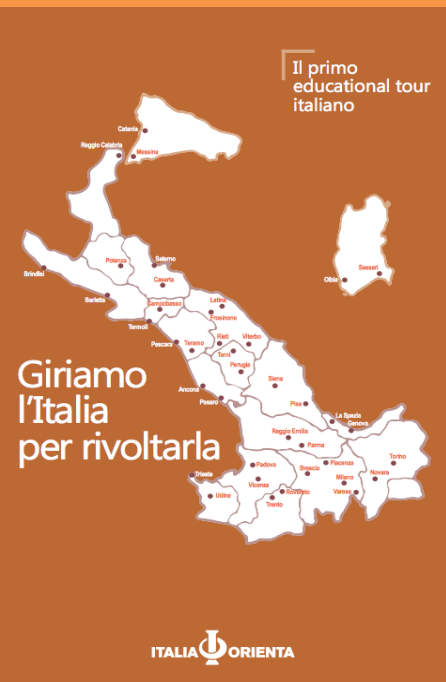 Il primo
educational tour
italiano
Catania
Reggio Calabria
Messina
Potenza
Salerno
Brindisi
Caserta
Barletta
Campobasso
Latina
Frosinone
Termoli
Pescara
Teramo
Rieti
Viterbo
Terni
Perugia
Olbia
Sassari
Siena
Ancona
Pesaro
Pisa
La Spezia
Genova
Giriamo
l'Italia
per rivoltarla
Reggio Emilia
Parma
Trieste
Padova
Brescia
Piacenza
Torino
Vicenza
Milano
Novara
Udine
Rovereto
Varese
Trento
ITALIA ORIENTA